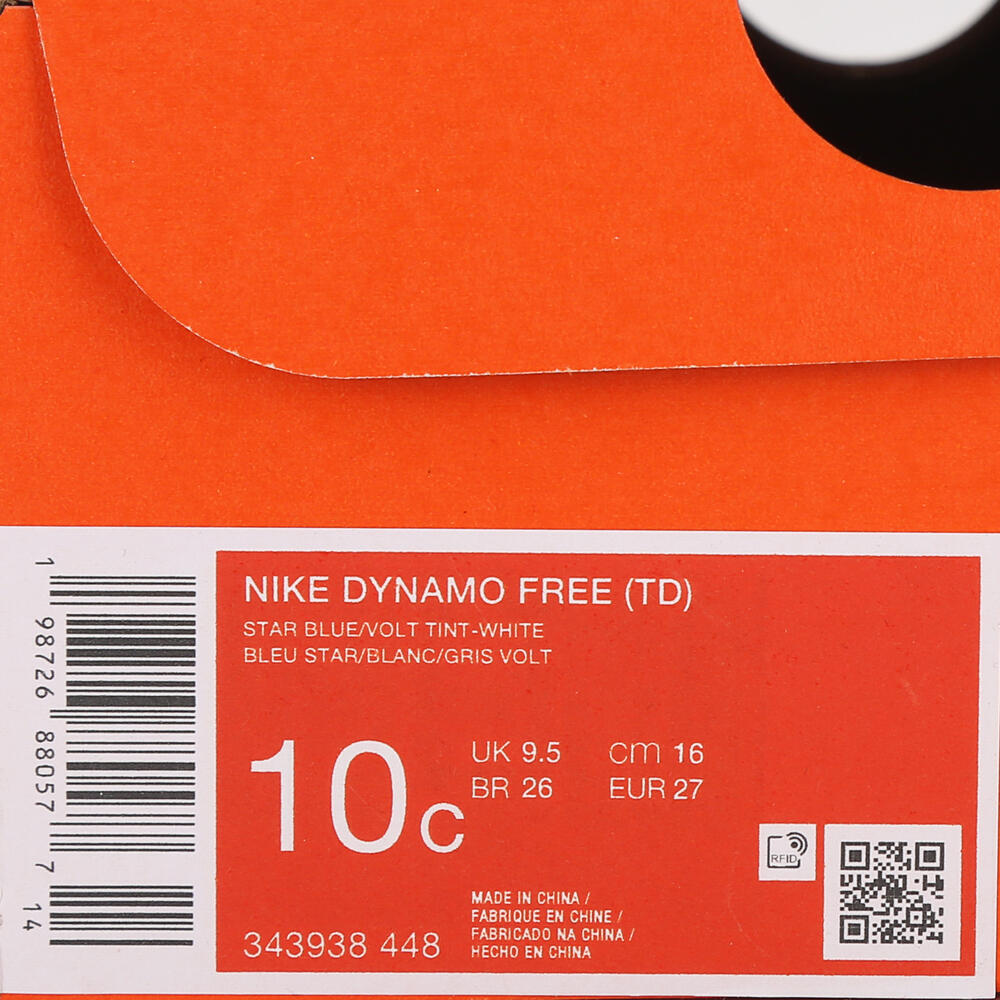 NIKE DYNAMO FREE (TD)
STAR BLUE/VOLT TINT-WHITE
BLEU STAR/BLANC/GRIS VOLT
10C
UK 9.5 cm 16
BR 26 EUR 27
RFID
MADE IN CHINA /
FABRIQUE EN CHINE /
FABRICADO NA CHINA /
HECHO EN CHINA
343938 448
1 98726 88057 7 14